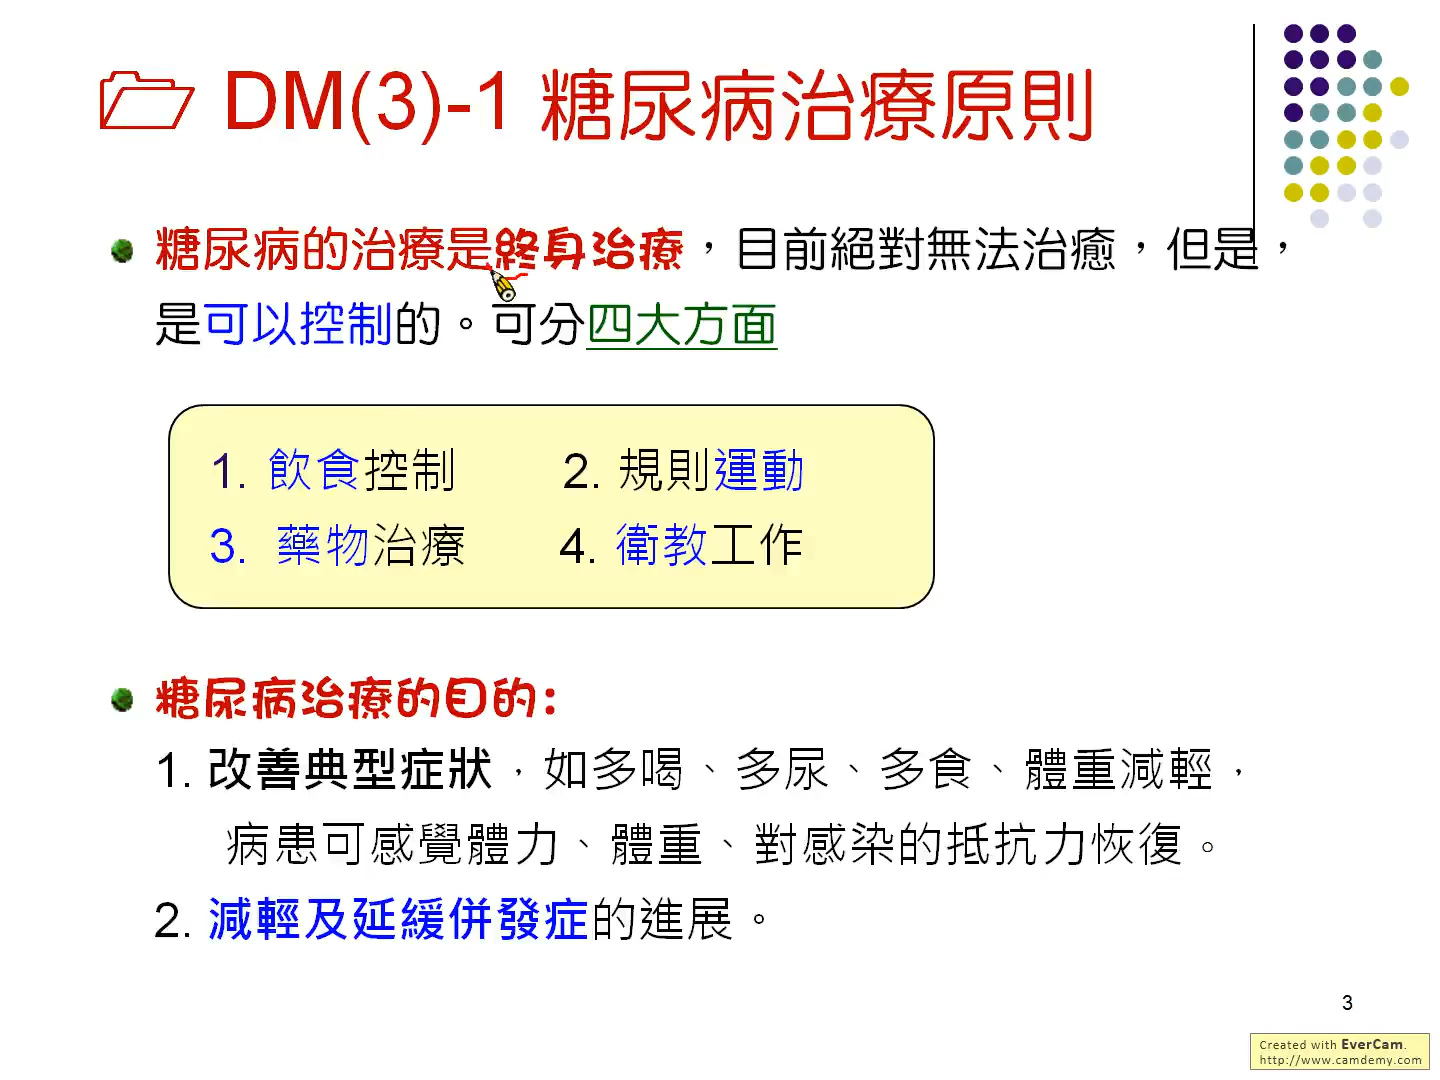 DM(3)-1 糖尿病治療原則
糖尿病的治療是終身治療，目前絕對無法治癒，但是，
是可以控制的。可分四大方面
1. 飲食控制 2. 規則運動
3. 藥物治療 4. 衛教工作
糖尿病治療的目的:
1. 改善典型症狀，如多喝、多尿、多食、體重減輕，
病患可感覺體力、體重、對感染的抵抗力恢復。
2. 減輕及延緩併發症的進展。
3
Created with EverCam.
http://www.camdemy.com